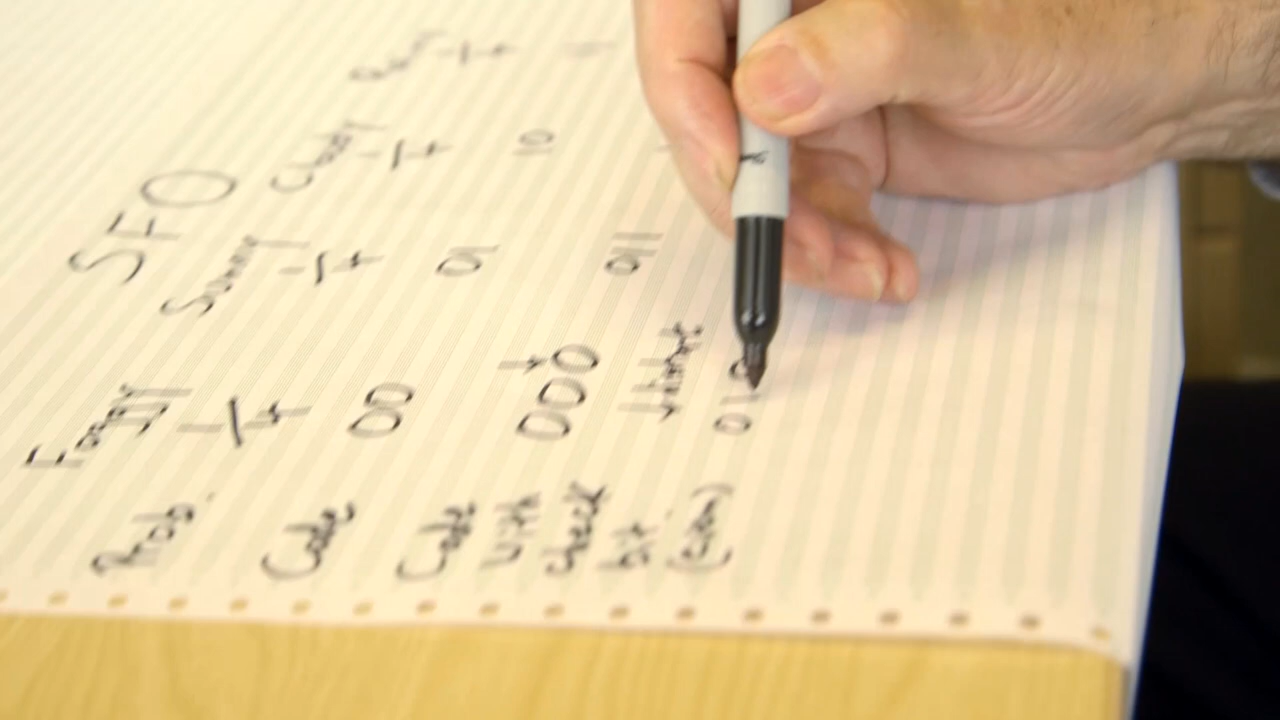 SFO
Foggy Sunny Cloudy Rainy
Prob. 1/4 1/4 1/4 1/4
Code 00 01 10 11
Code 000 011
with
check
bit
(even)
010